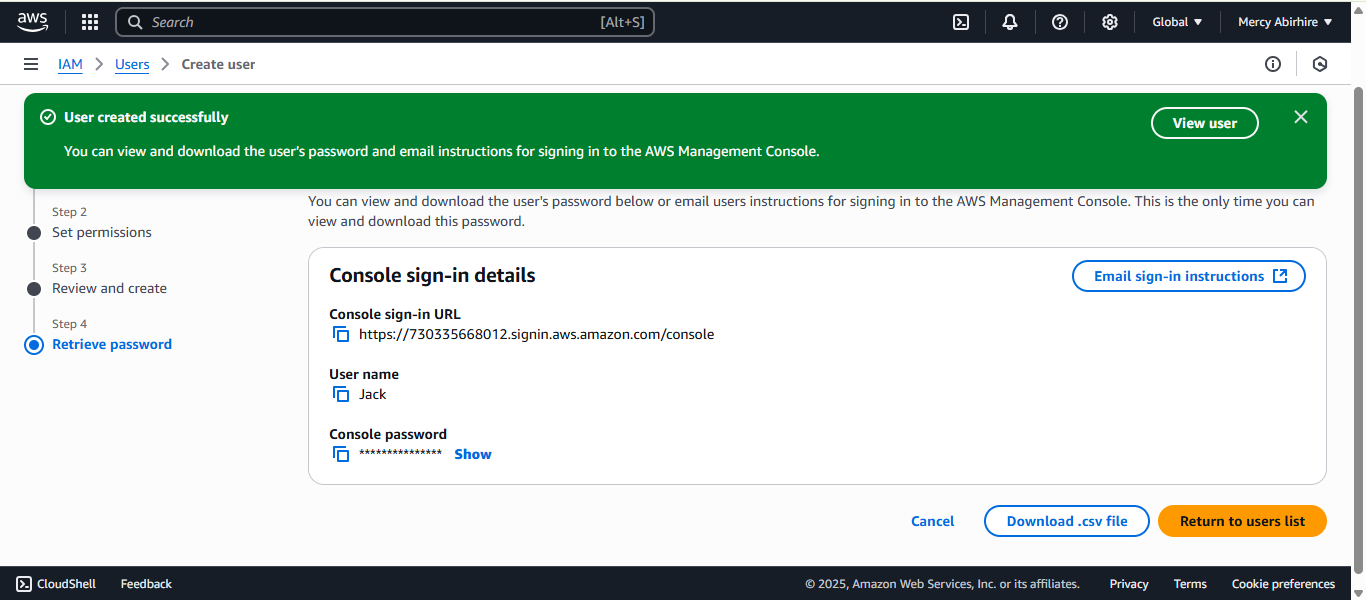 aws
Search [Alt+S]
Global
Mercy Abirhire
IAM > Users > Create user
User created successfully
View user
You can view and download the user's password and email instructions for signing in to the AWS Management Console.
Step 2
Set permissions
Step 3
Review and create
Step 4
Retrieve password
You can view and download the user's password below or email users instructions for signing in to the AWS Management Console. This is the only time you can
view and download this password.
Console sign-in details
Email sign-in instructions
Console sign-in URL
https://730335668012.signin.aws.amazon.com/console
User name
Jack
Console password
*************** Show
Cancel
Download .csv file
Return to users list
CloudShell
Feedback
© 2025, Amazon Web Services, Inc. or its affiliates.
Privacy
Terms
Cookie preferences